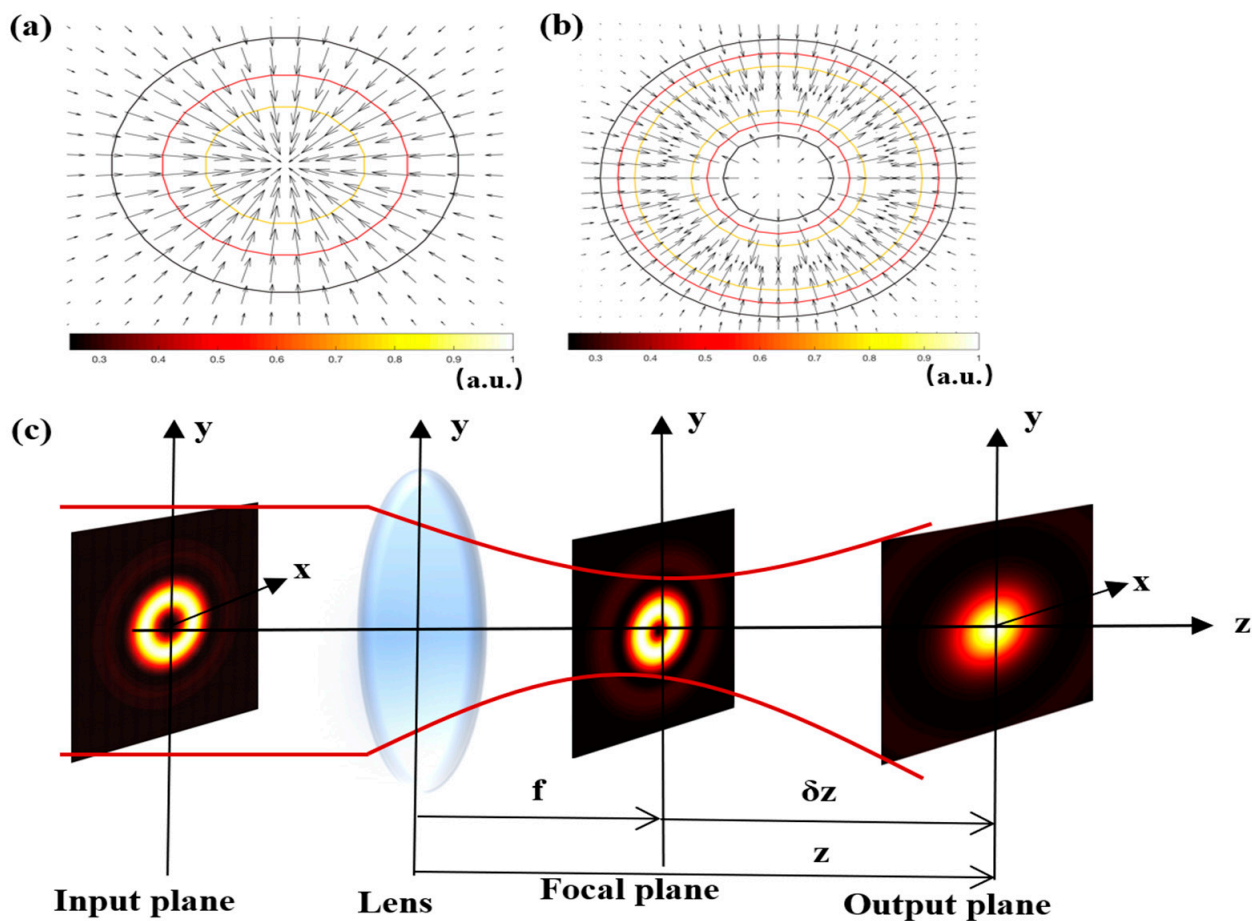 (a)
(b)
0.3 0.4 0.5 0.6 0.7 0.8 0.9 1
(a.u.)
0.3 0.4 0.5 0.6 0.7 0.8 0.9 1
(a.u.)
(c)
y
y
y
y
x
x
z
f
δz
z
Input plane
Lens
Focal plane
Output plane